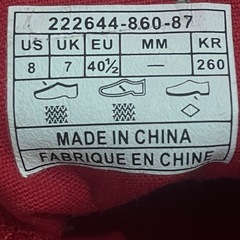 222644-860-87
US UK EU MM KR
8 7 40½ — 260
MADE IN CHINA
FABRIQUE EN CHINE